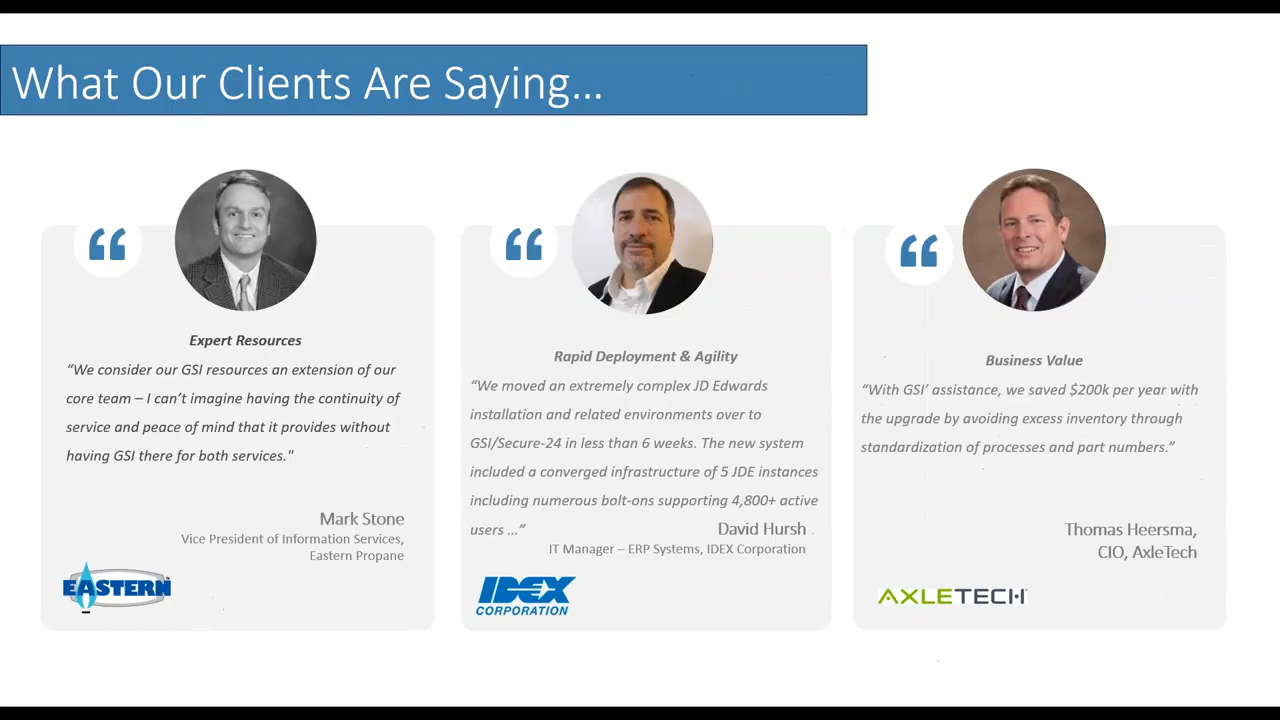 What Our Clients Are Saying...
Expert Resources
“We consider our GSI resources an extension of our
core team – I can’t imagine having the continuity of
service and peace of mind that it provides without
having GSI there for both services."
Mark Stone
Vice President of Information Services,
Eastern Propane
EASTERN
Rapid Deployment & Agility
“We moved an extremely complex JD Edwards
installation and related environments over to
GSI/Secure-24 in less than 6 weeks. The new system
included a converged infrastructure of 5 JDE instances
including numerous bolt-ons supporting 4,800+ active
users ...”
David Hursh
IT Manager – ERP Systems, IDEX Corporation
IDEX
CORPORATION
Business Value
“With GSI’ assistance, we saved $200k per year with
the upgrade by avoiding excess inventory through
standardization of processes and part numbers.”
Thomas Heersma,
CIO, AxleTech
AXLETECH